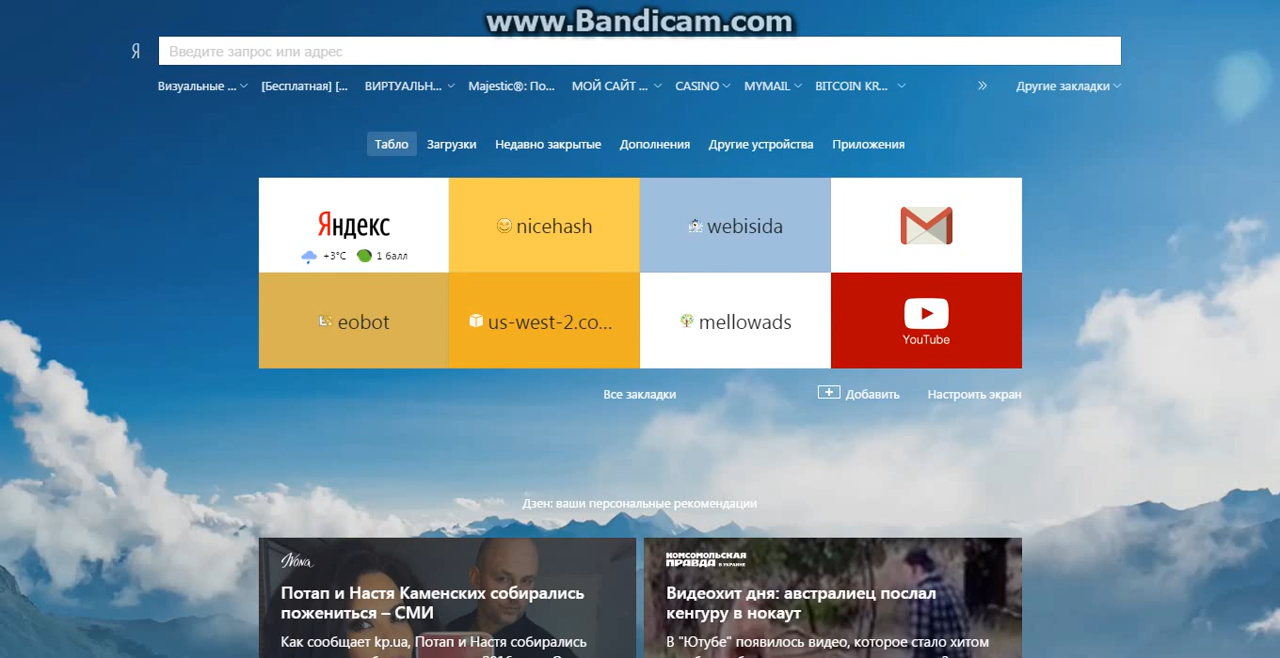 www.Bandicam.com
Я
Введите запрос или адрес
Визуальные ... [Бесплатная] [... ВИРТУАЛЬН... Majestic®: По... МОЙ САЙТ ... CASINO MYMAIL BITCOIN KR... » Другие закладки
Табло Загрузки Недавно закрытые Дополнения Другие устройства Приложения
Яндекс
+3°C 1 балл
nicehash
webisida
eobot
us-west-2.co...
mellowads
YouTube
Все закладки
Добавить
Настроить экран
Дзен: ваши персональные рекомендации
Nona
Потап и Настя Каменских собирались
пожениться – СМИ
Как сообщает kp.ua, Потап и Настя собирались
КОМСОМОЛЬСКАЯ
ПРАВДА В УКРАИНЕ
Видеохит дня: австралиец послал
кенгуру в нокаут
В "Ютубе" появилось видео, которое стало хитом